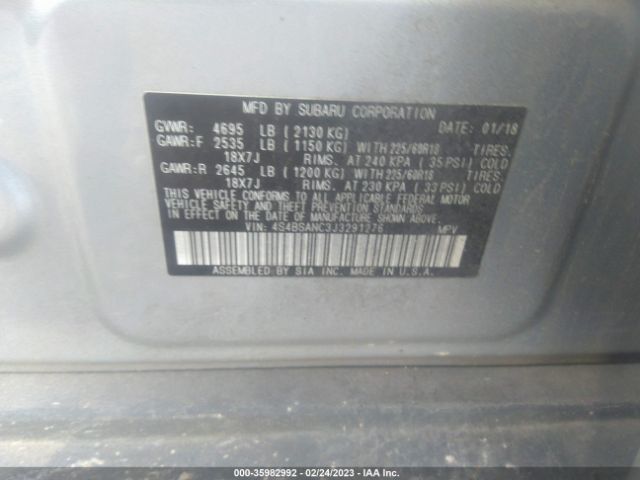 MFD BY SUBARU CORPORATION
GVWR: 4695 LB ( 2130 KG) DATE: 01/18
GAWR:F 2535 LB ( 1150 KG) WITH 225/60R18 TIRES.
18X7J RIMS. AT 240 KPA ( 35 PSI) COLD
GAWR:R 2645 LB ( 1200 KG) WITH 225/60R18 TIRES.
18X7J RIMS. AT 230 KPA ( 33 PSI) COLD
THIS VEHICLE CONFORMS TO ALL APPLICABLE FEDERAL MOTOR
VEHICLE SAFETY AND THEFT PREVENTION STANDARDS IN EFFECT
ON THE DATE OF MANUFACTURE SHOWN ABOVE.
VIN: 4S4BSANC3J3291276 MPV
ASSEMBLED BY SIA INC. MADE IN U.S.A.
000-35982992 - 02/24/2023 - IAA Inc.